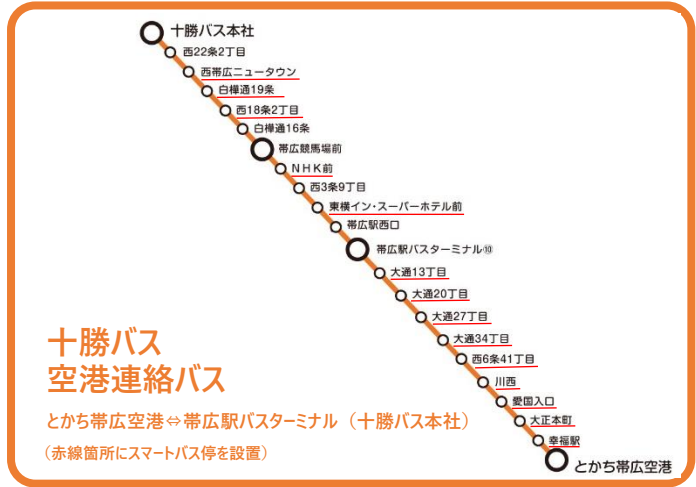 十勝バス本社
西22条2丁目
西帯広ニュータウン
白樺通19条
西18条2丁目
白樺通16条
帯広競馬場前
NHK前
西3条9丁目
東横イン・スーパーホテル前
帯広駅西口
帯広駅バスターミナル⑩
大通13丁目
大通20丁目
大通27丁目
大通34丁目
西6条41丁目
川西
愛国入口
大正本町
幸福駅
とかち帯広空港
十勝バス
空港連絡バス
とかち帯広空港⇔帯広駅バスターミナル（十勝バス本社）
（赤線箇所にスマートバス停を設置）